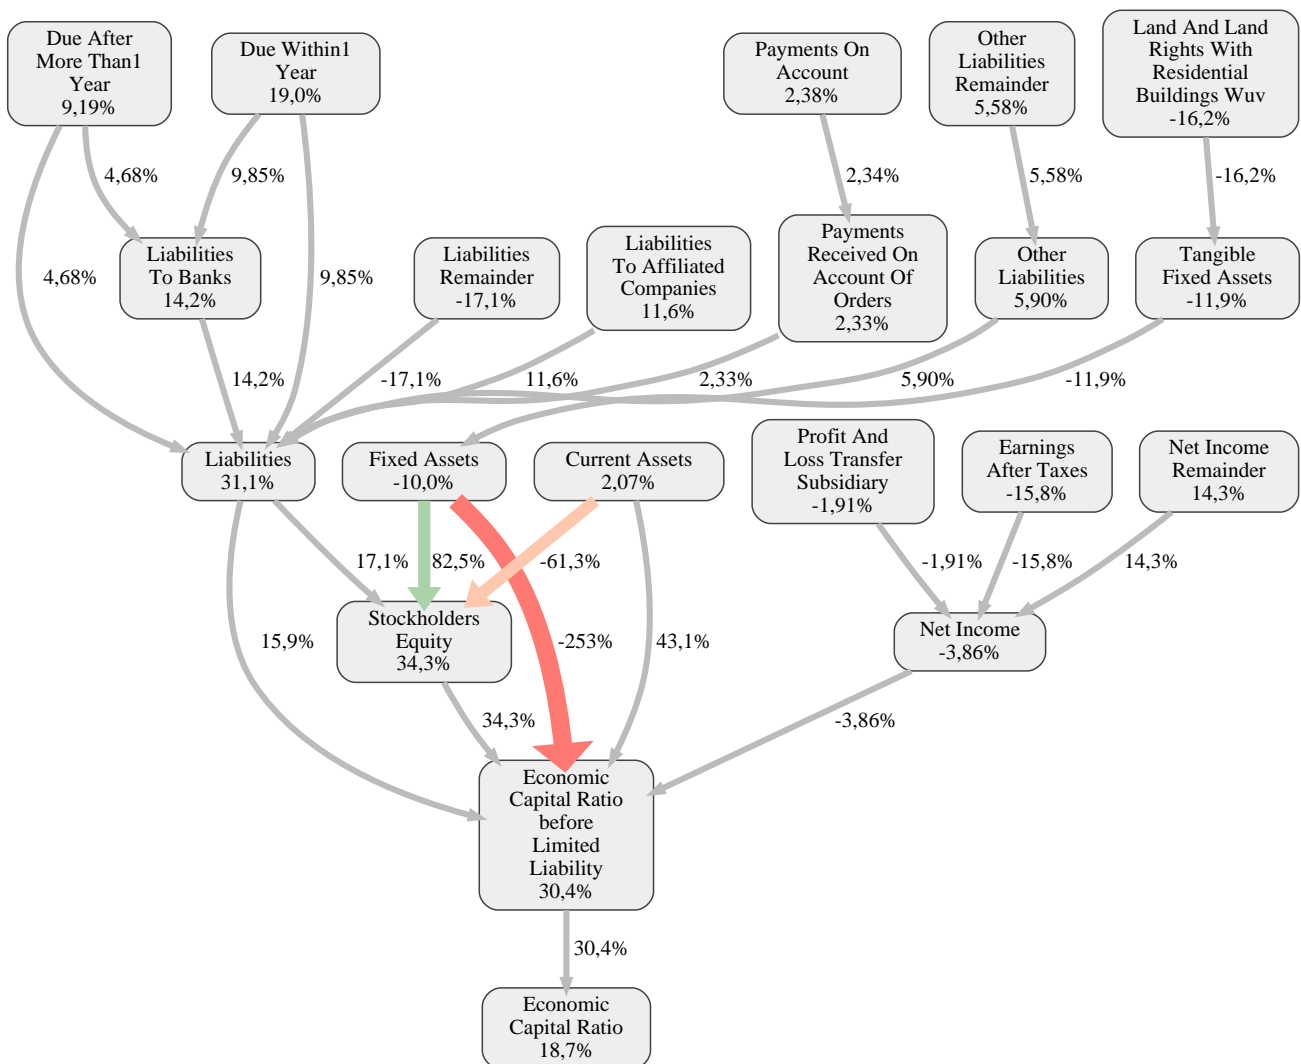 Due After
More Than1
Year
9,19%
Due Within1
Year
19,0%
Payments On
Account
2,38%
Other
Liabilities
Remainder
5,58%
Land And Land
Rights With
Residential
Buildings Wuv
-16,2%
4,68%
9,85%
2,34%
5,58%
-16,2%
Liabilities
To Banks
14,2%
Liabilities
Remainder
-17,1%
Liabilities
To Affiliated
Companies
11,6%
Payments
Received On
Account Of
Orders
2,33%
Other
Liabilities
5,90%
Tangible
Fixed Assets
-11,9%
4,68%
9,85%
14,2%
-17,1%
11,6%
2,33%
5,90%
-11,9%
Liabilities
31,1%
Fixed Assets
-10,0%
Current Assets
2,07%
Profit And
Loss Transfer
Subsidiary
-1,91%
Earnings
After Taxes
-15,8%
Net Income
Remainder
14,3%
17,1%
82,5%
-61,3%
-1,91%
-15,8%
14,3%
Stockholders
Equity
34,3%
Net Income
-3,86%
15,9%
-253%
43,1%
34,3%
-3,86%
Economic
Capital Ratio
before
Limited
Liability
30,4%
30,4%
Economic
Capital Ratio
18,7%